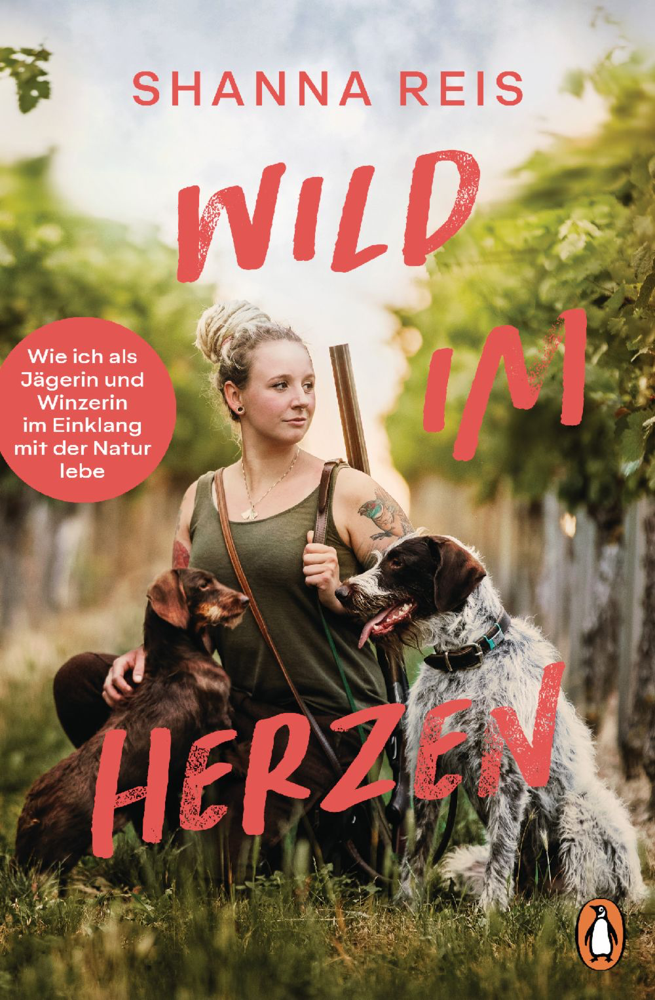 SHANNA REIS
WILD
IM
HERZEN
Wie ich als
Jägerin und
Winzerin
im Einklang
mit der Natur
lebe